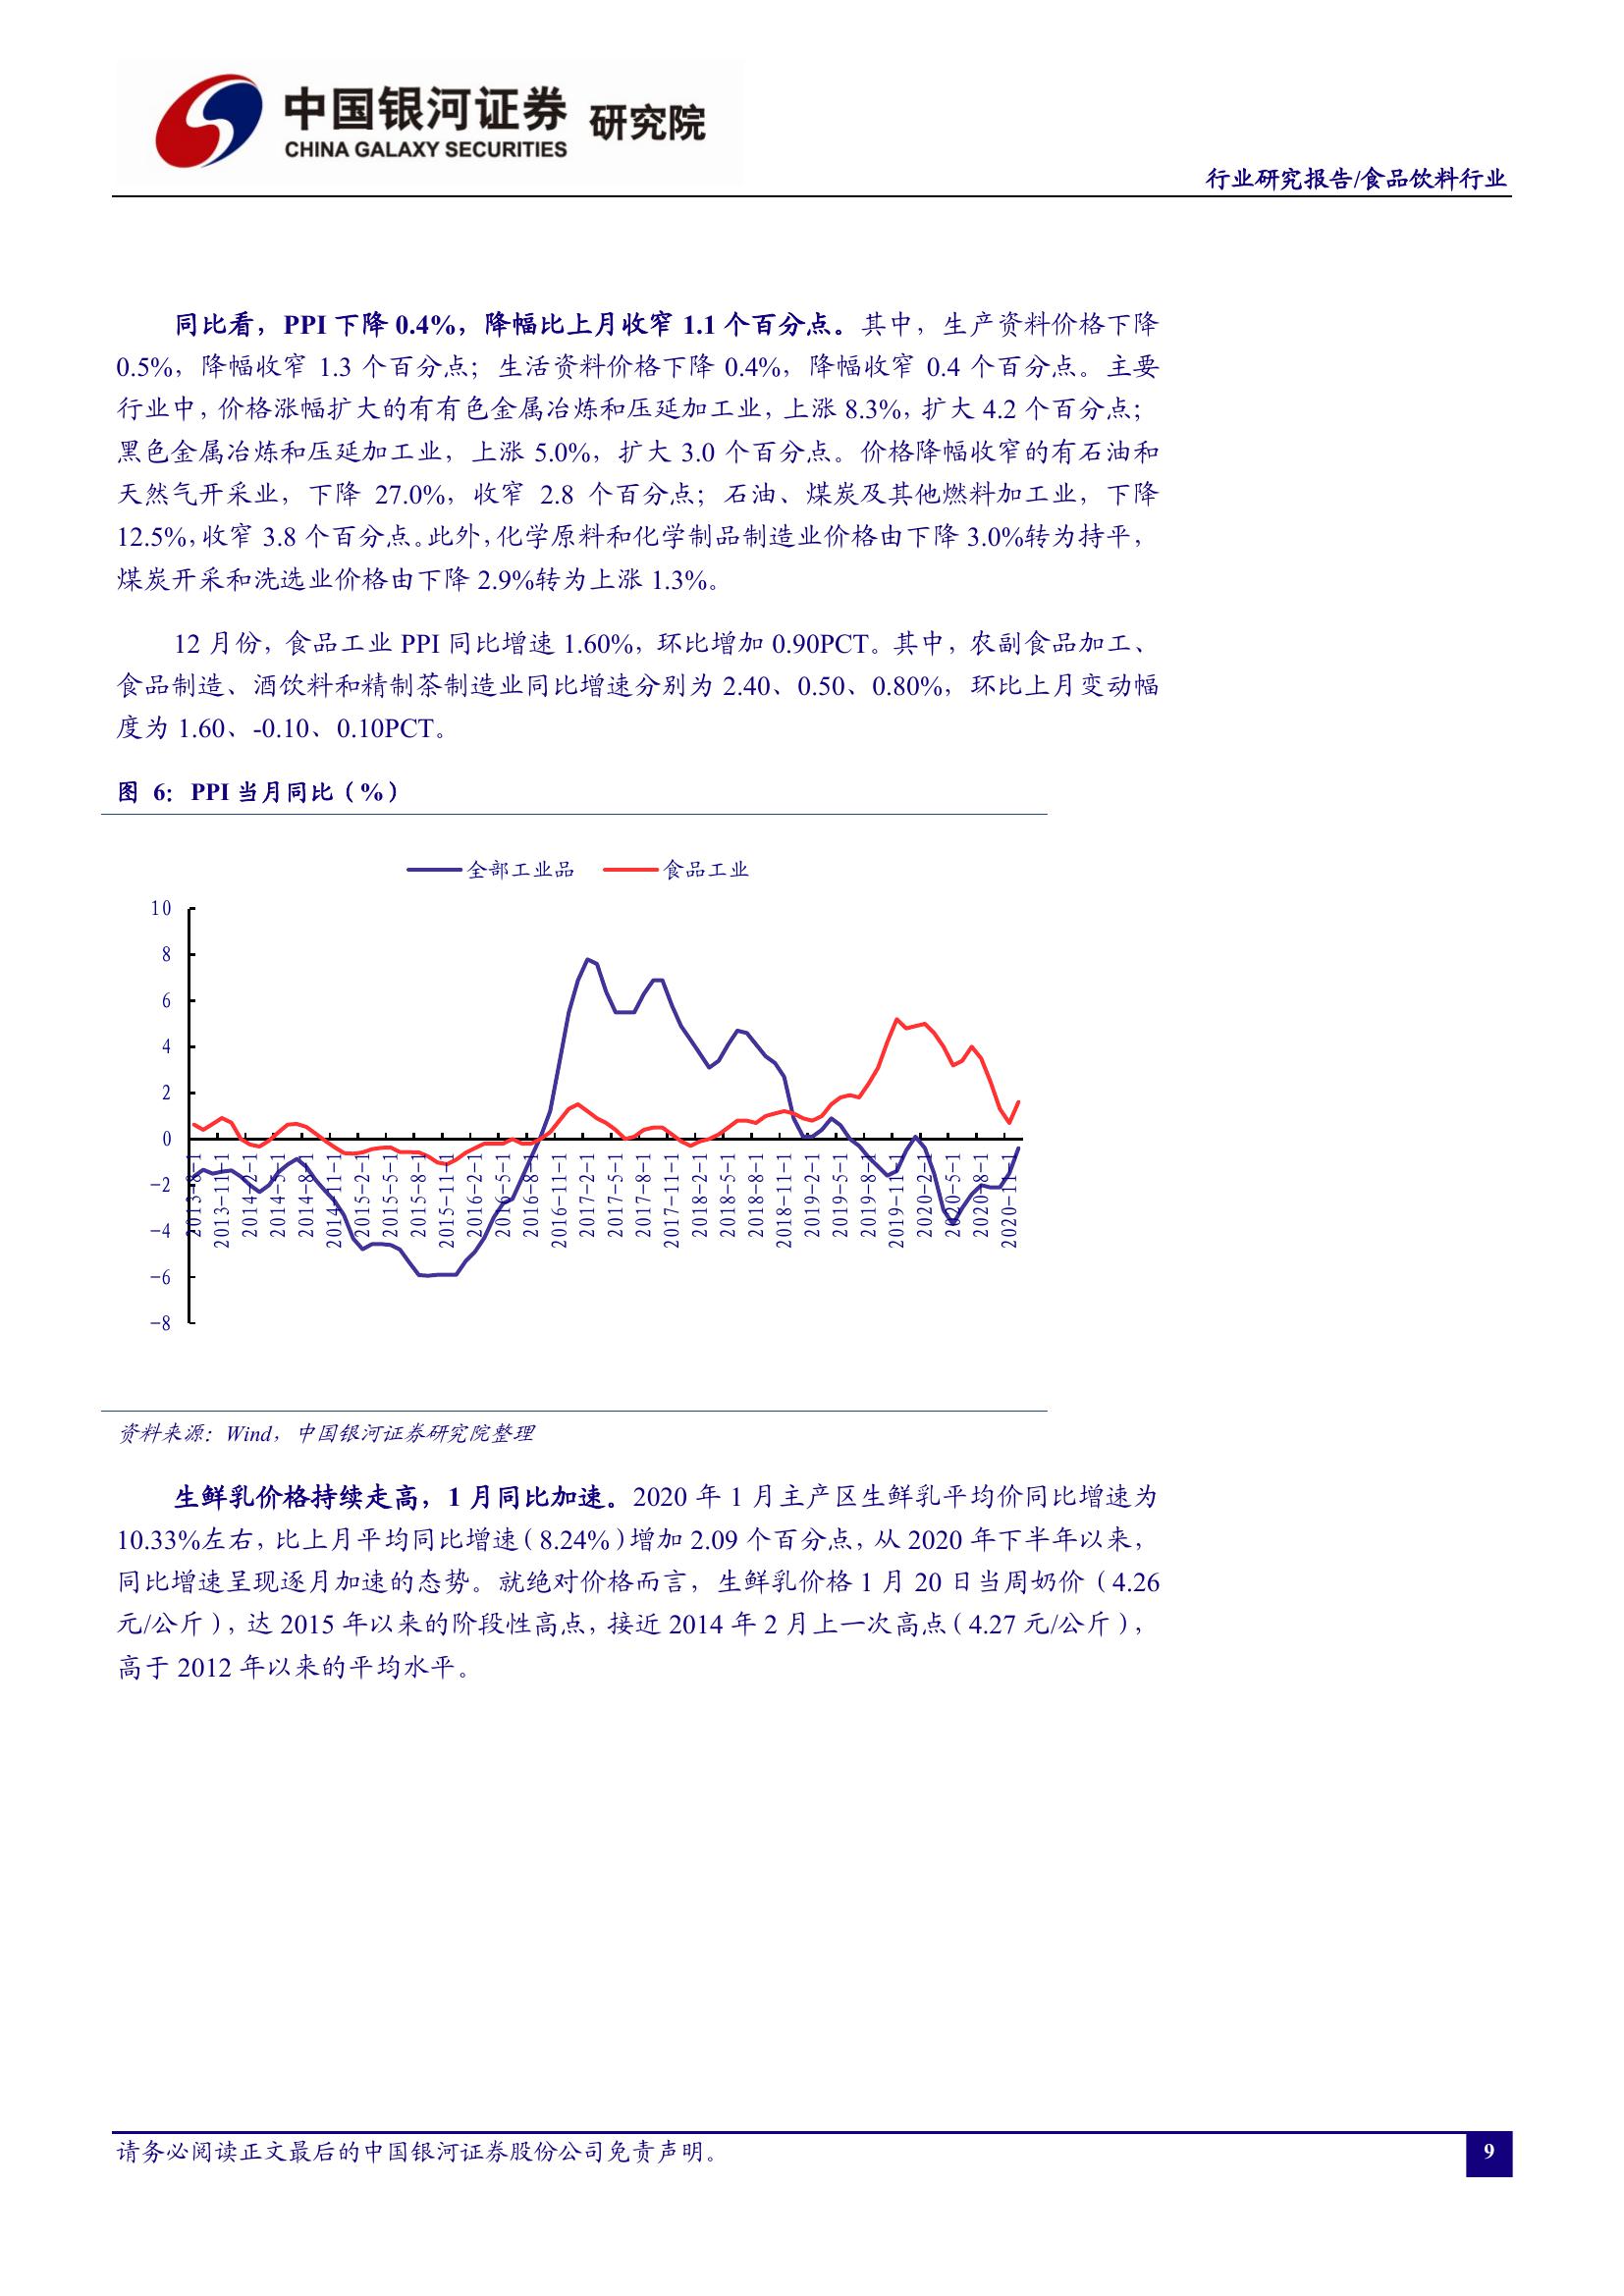 中国银河证券 研究院
CHINA GALAXY SECURITIES
行业研究报告/食品饮料行业
同比看，PPI 下降 0.4%，降幅比上月收窄 1.1 个百分点。其中，生产资料价格下降
0.5%，降幅收窄 1.3 个百分点；生活资料价格下降 0.4%，降幅收窄 0.4 个百分点。主要
行业中，价格涨幅扩大的有有色金属冶炼和压延加工业，上涨 8.3%，扩大 4.2 个百分点；
黑色金属冶炼和压延加工业，上涨 5.0%，扩大 3.0 个百分点。价格降幅收窄的有石油和
天然气开采业，下降 27.0%，收窄 2.8 个百分点；石油、煤炭及其他燃料加工业，下降
12.5%，收窄 3.8 个百分点。此外，化学原料和化学制品制造业价格由下降 3.0%转为持平，
煤炭开采和洗选业价格由下降 2.9%转为上涨 1.3%。
12 月份，食品工业 PPI 同比增速 1.60%，环比增加 0.90PCT。其中，农副食品加工、
食品制造、酒饮料和精制茶制造业同比增速分别为 2.40、0.50、0.80%，环比上月变动幅
度为 1.60、-0.10、0.10PCT。
图 6： PPI 当月同比（%）
全部工业品 食品工业
10
8
6
4
2
0
-2
-4
-6
-8
2013-8-1
2013-11-1
2014-2-1
2014-5-1
2014-8-1
2014-11-1
2015-2-1
2015-5-1
2015-8-1
2015-11-1
2016-2-1
2016-5-1
2016-8-1
2016-11-1
2017-2-1
2017-5-1
2017-8-1
2017-11-1
2018-2-1
2018-5-1
2018-8-1
2018-11-1
2019-2-1
2019-5-1
2019-8-1
2019-11-1
2020-2-1
2020-5-1
2020-8-1
2020-11-1
资料来源：Wind，中国银河证券研究院整理
生鲜乳价格持续走高，1 月同比加速。2020 年 1 月主产区生鲜乳平均价同比增速为
10.33%左右，比上月平均同比增速（8.24%）增加 2.09 个百分点，从 2020 年下半年以来，
同比增速呈现逐月加速的态势。就绝对价格而言，生鲜乳价格 1 月 20 日当周奶价（4.26
元/公斤），达 2015 年以来的阶段性高点，接近 2014 年 2 月上一次高点（4.27 元/公斤），
高于 2012 年以来的平均水平。
请务必阅读正文最后的中国银河证券股份公司免责声明。
9